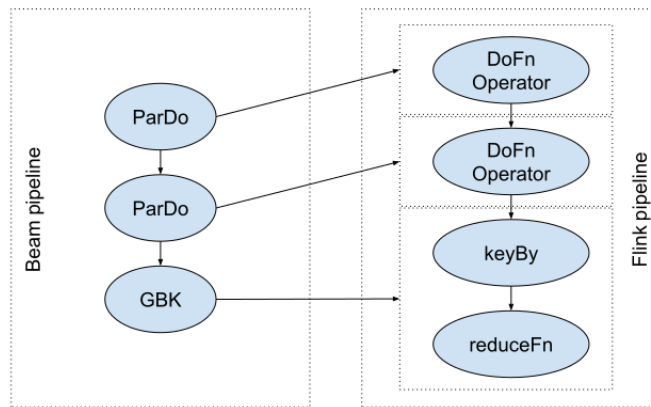 Beam pipeline
ParDo
ParDo
GBK
DoFn
Operator
DoFn
Operator
keyBy
reduceFn
Flink pipeline